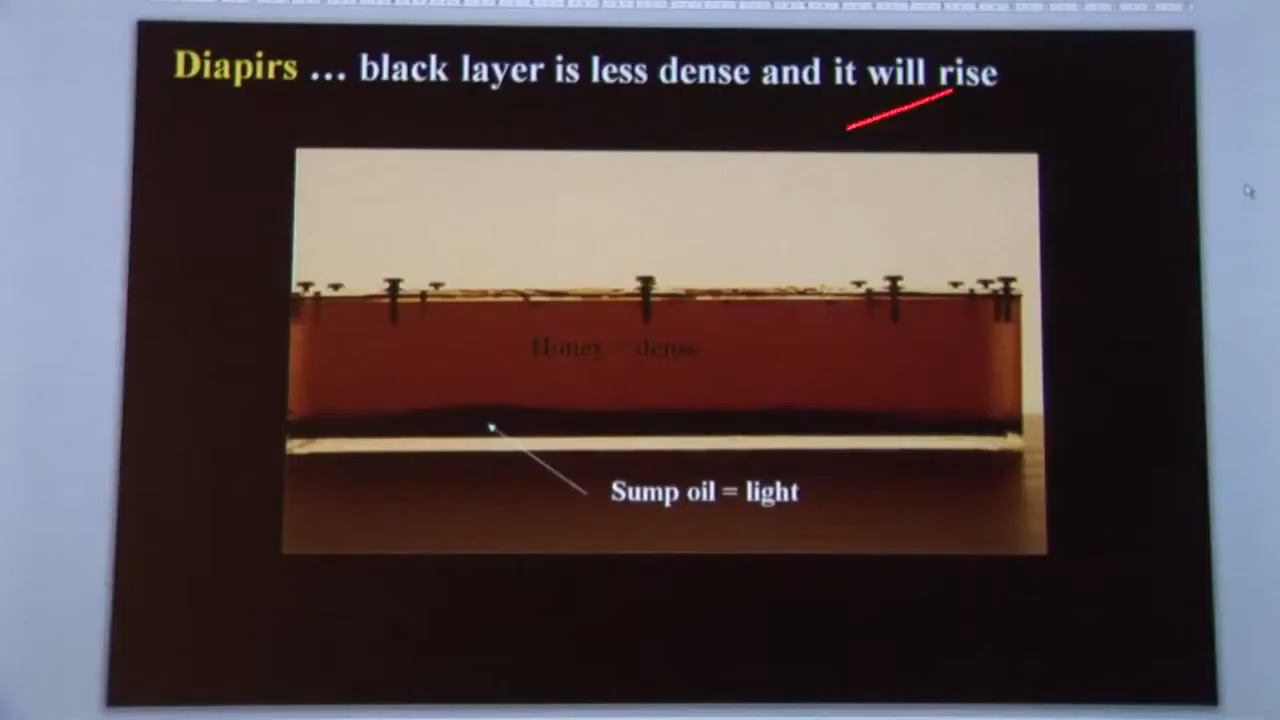 Diapirs ... black layer is less dense and it will rise
Honey = dense
Sump oil = light